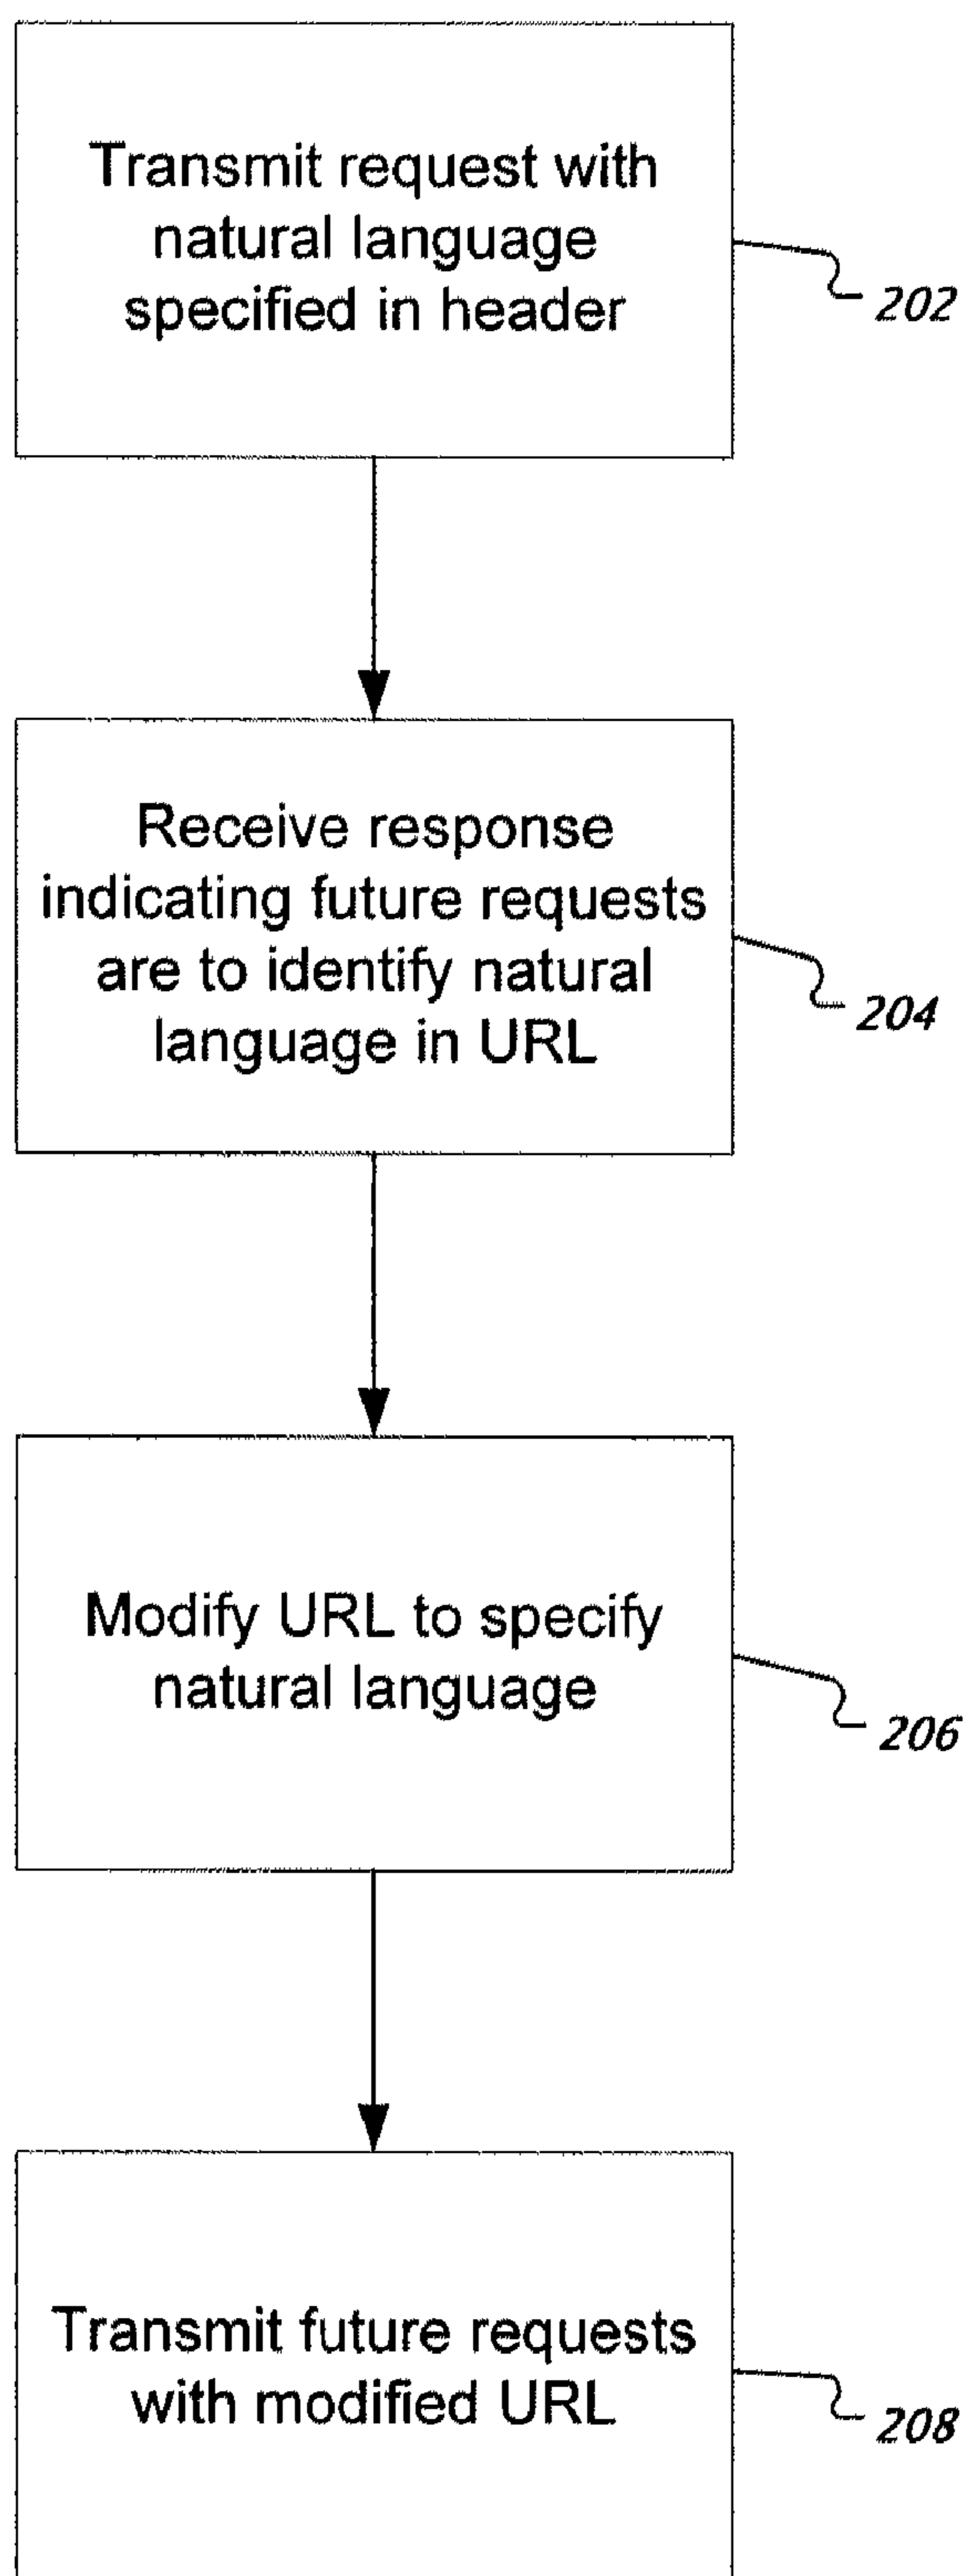 Transmit request with
natural language
specified in header
202
Receive response
indicating future requests
are to identify natural
language in URL
204
Modify URL to specify
natural language
206
Transmit future requests
with modified URL
208